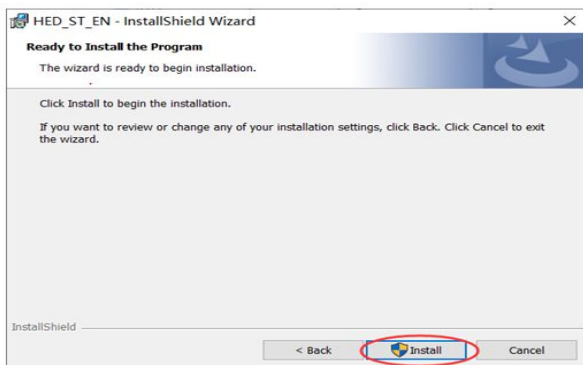 HED_ST_EN - InstallShield Wizard
Ready to Install the Program
The wizard is ready to begin installation.
Click Install to begin the installation.
If you want to review or change any of your installation settings, click Back. Click Cancel to exit
the wizard.
InstallShield
< Back Install Cancel